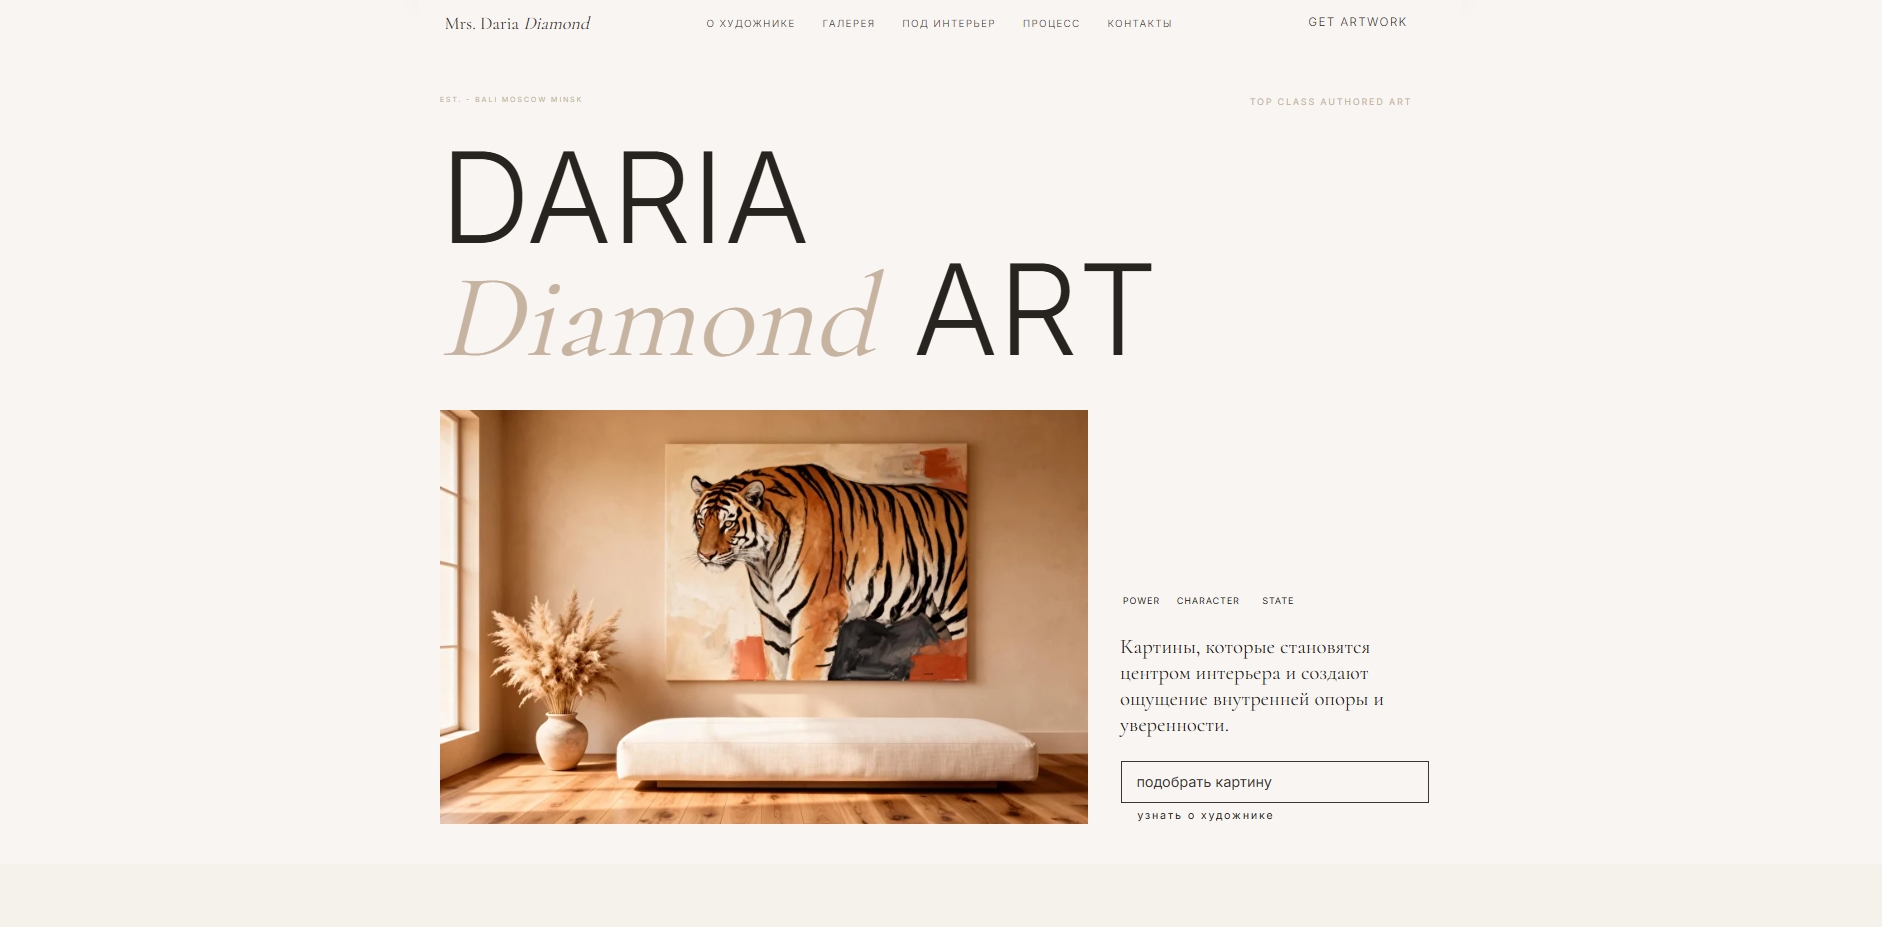 Mrs. Daria Diamond
О ХУДОЖНИКЕ ГАЛЕРЕЯ ПОД ИНТЕРЬЕР ПРОЦЕСС КОНТАКТЫ
GET ARTWORK
EST. - BALI MOSCOW MINSK
TOP CLASS AUTHORED ART
DARIA
Diamond ART
POWER CHARACTER STATE
Картины, которые становятся
центром интерьера и создают
ощущение внутренней опоры и
уверенности.
подобрать картину
узнать о художнике